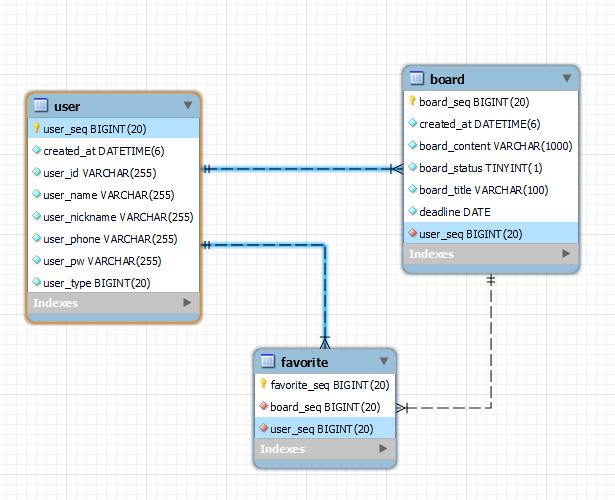 user
user_seq BIGINT(20)
created_at DATETIME(6)
user_id VARCHAR(255)
user_name VARCHAR(255)
user_nickname VARCHAR(255)
user_phone VARCHAR(255)
user_pw VARCHAR(255)
user_type BIGINT(20)
Indexes
board
board_seq BIGINT(20)
created_at DATETIME(6)
board_content VARCHAR(1000)
board_status TINYINT(1)
board_title VARCHAR(100)
deadline DATE
user_seq BIGINT(20)
Indexes
favorite
favorite_seq BIGINT(20)
board_seq BIGINT(20)
user_seq BIGINT(20)
Indexes